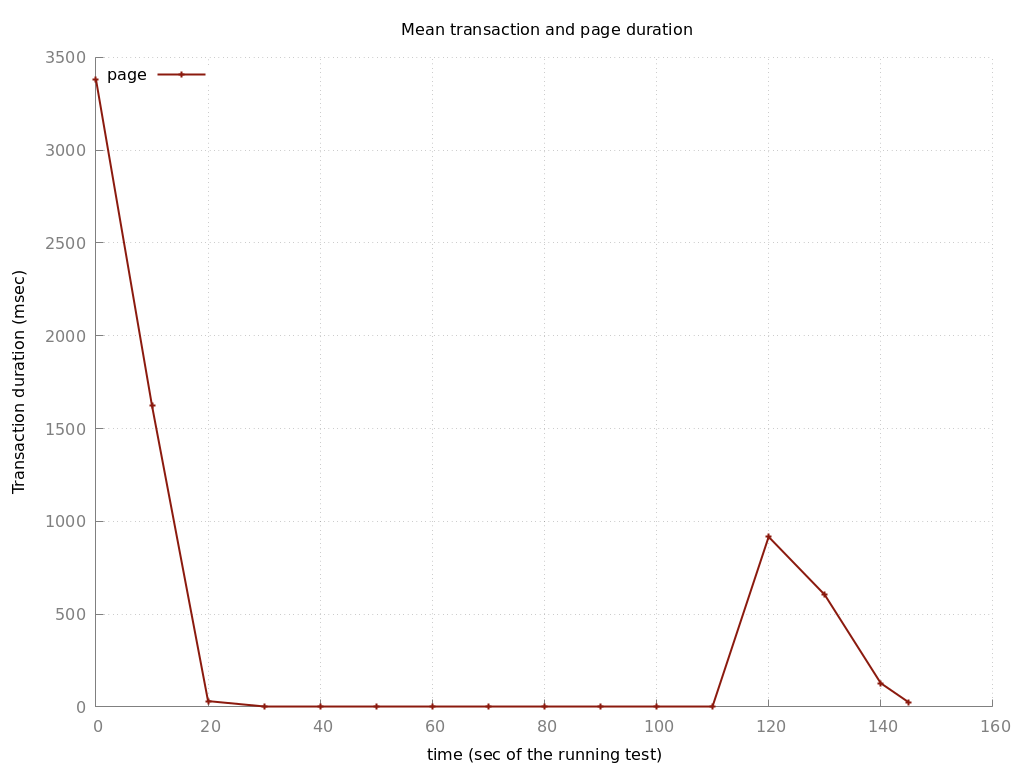 Mean transaction and page duration
3500
page
3000
2500
2000
1500
1000
500
0
Transaction duration (msec)
0 20 40 60 80 100 120 140 160
time (sec of the running test)